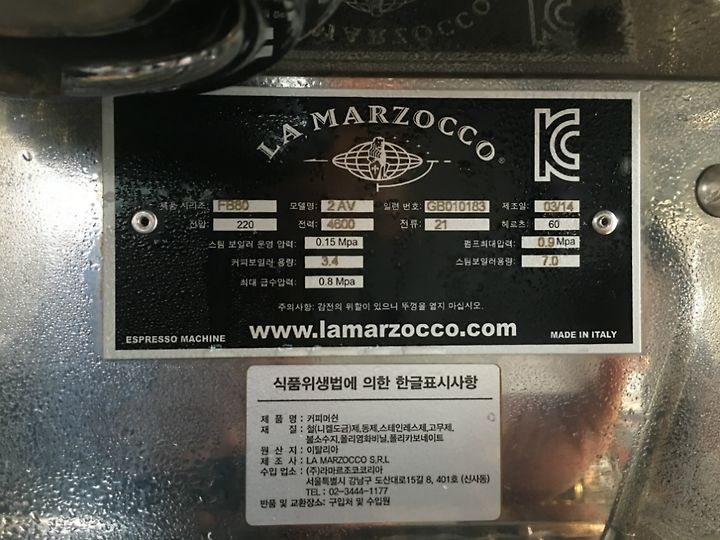 LA MARZOCCO
LA MARZOCCO®
제품 시리즈: FB80 모델명: 2 AV 일련 번호: GB010183 제조일: 03/14
전압: 220 전력: 4600 전류: 21 헤르츠: 60
스팀 보일러 운영 압력: 0.15 Mpa 펌프최대압력: 0.9 Mpa
커피보일러 용량: 3.4 스팀보일러용량: 7.0
최대 급수압력: 0.8 Mpa
주의사항: 감전의 위험이 있으니 뚜껑을 열지 마십시오.
ESPRESSO MACHINE www.lamarzocco.com MADE IN ITALY
식품위생법에 의한 한글표시사항
제 품 명 : 커피머쉰
재 질 : 철(니켈도금)제,동제,스테인레스제,고무제,
불소수지,폴리염화비닐,폴리카보네이트
원 산 지 : 이탈리아
제 조 사 : LA MARZOCCO S.R.L
수입 업소 : (주)라마르조코코리아
서울특별시 강남구 도산대로15길 8, 401호 (신사동)
TEL : 02-3444-1177
반품 및 교환장소: 구입처 및 수입원